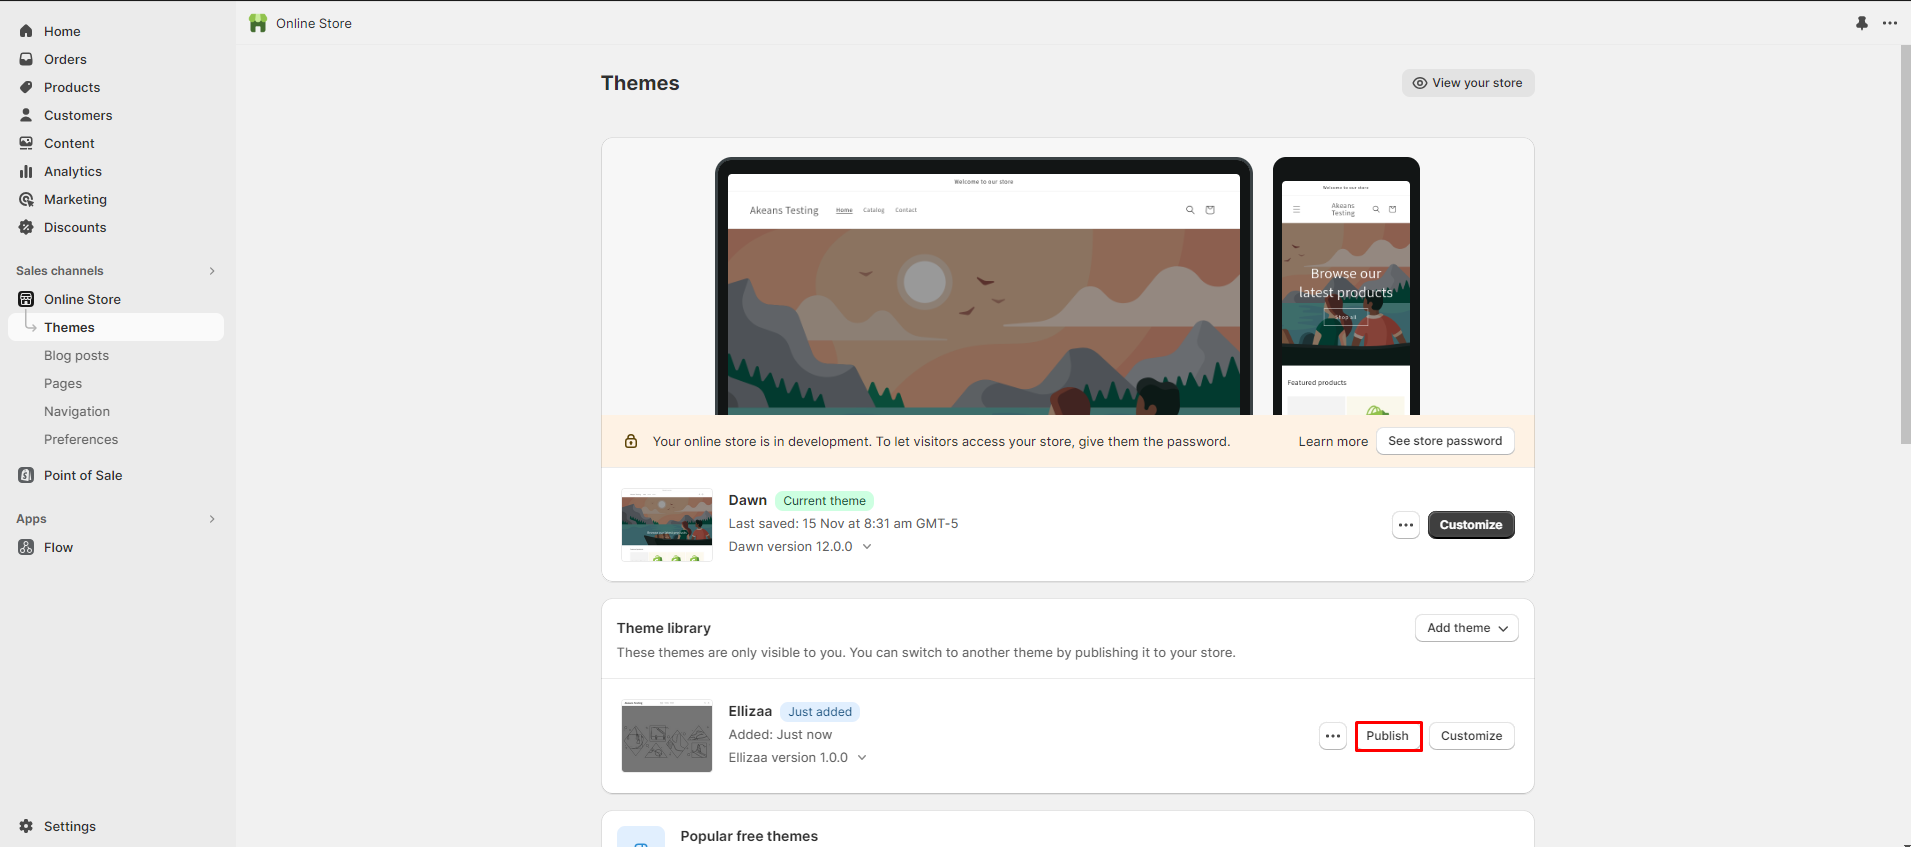 Online Store
Home
Orders
Products
Customers
Content
Analytics
Marketing
Discounts
Sales channels
Online Store
Themes
Blog posts
Pages
Navigation
Preferences
Point of Sale
Apps
Flow
Settings
Themes
View your store
Welcome to our store
Akeans Testing Home Catalog Contact
Welcome to our store
Akeans
Testing
Browse our
latest products
Shop all
Featured products
Your online store is in development. To let visitors access your store, give them the password.
Learn more
See store password
Dawn Current theme
Last saved: 15 Nov at 8:31 am GMT-5
Dawn version 12.0.0
Customize
Theme library
Add theme
These themes are only visible to you. You can switch to another theme by publishing it to your store.
Ellizaa Just added
Added: Just now
Ellizaa version 1.0.0
Publish
Customize
Popular free themes